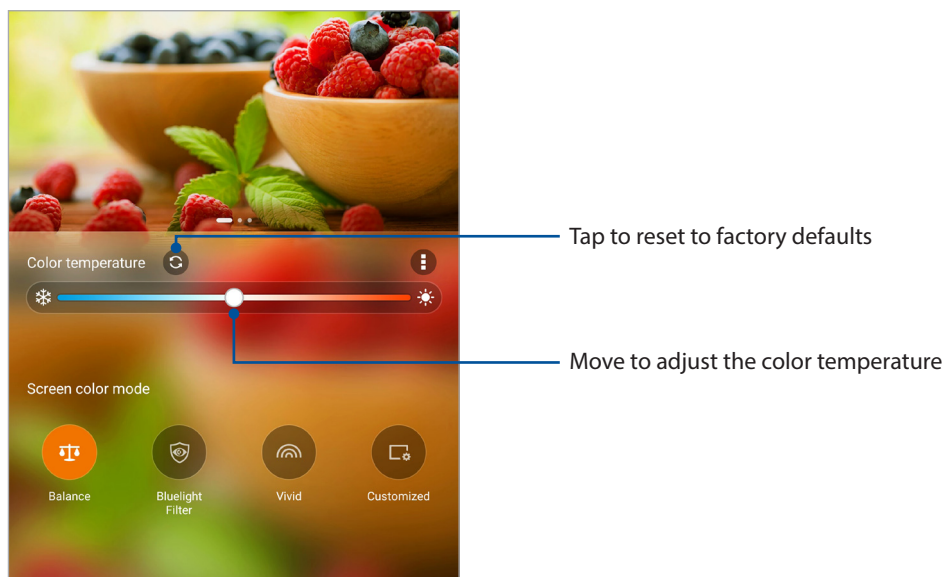 Tap to reset to factory defaults
Color temperature
Move to adjust the color temperature
Screen color mode
Balance
Bluelight
Filter
Vivid
Customized